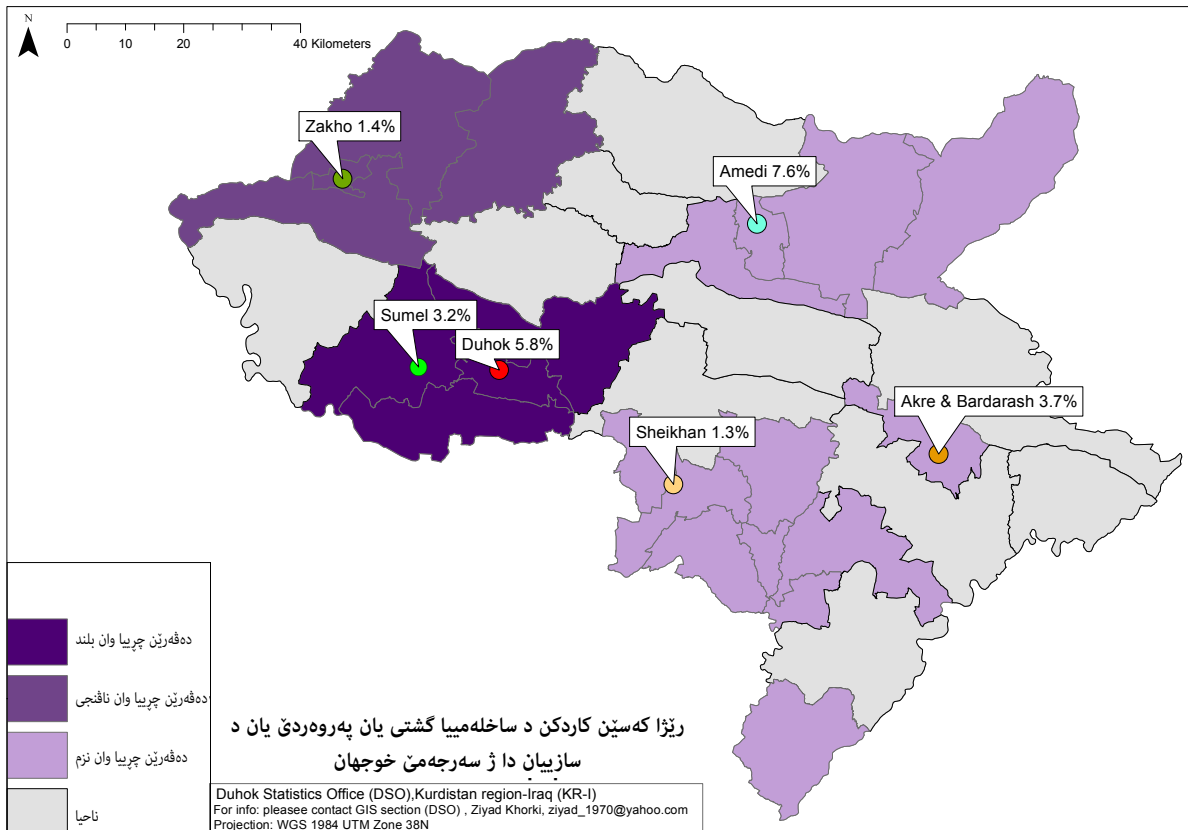 N
0 10 20 40 Kilometers
Zakho 1.4%
Amedi 7.6%
Sumel 3.2%
Duhok 5.8%
Akre & Bardarash 3.7%
Sheikhan 1.3%
دەڤەرێن چڕییا وان بلند
دەڤەرێن چڕییا وان ناڤنجی
دەڤەرێن چڕییا وان نزم
ناحیا
رێژا کەسێن کاردکن د ساخلەمییا گشتی یان پەروەردێ یان د
سازییان دا ژ سەرجەمێ خوجهان
Duhok Statistics Office (DSO),Kurdistan region-Iraq (KR-I)
For info: pleasee contact GIS section (DSO) , Ziyad Khorki, ziyad_1970@yahoo.com
Projection: WGS 1984 UTM Zone 38N